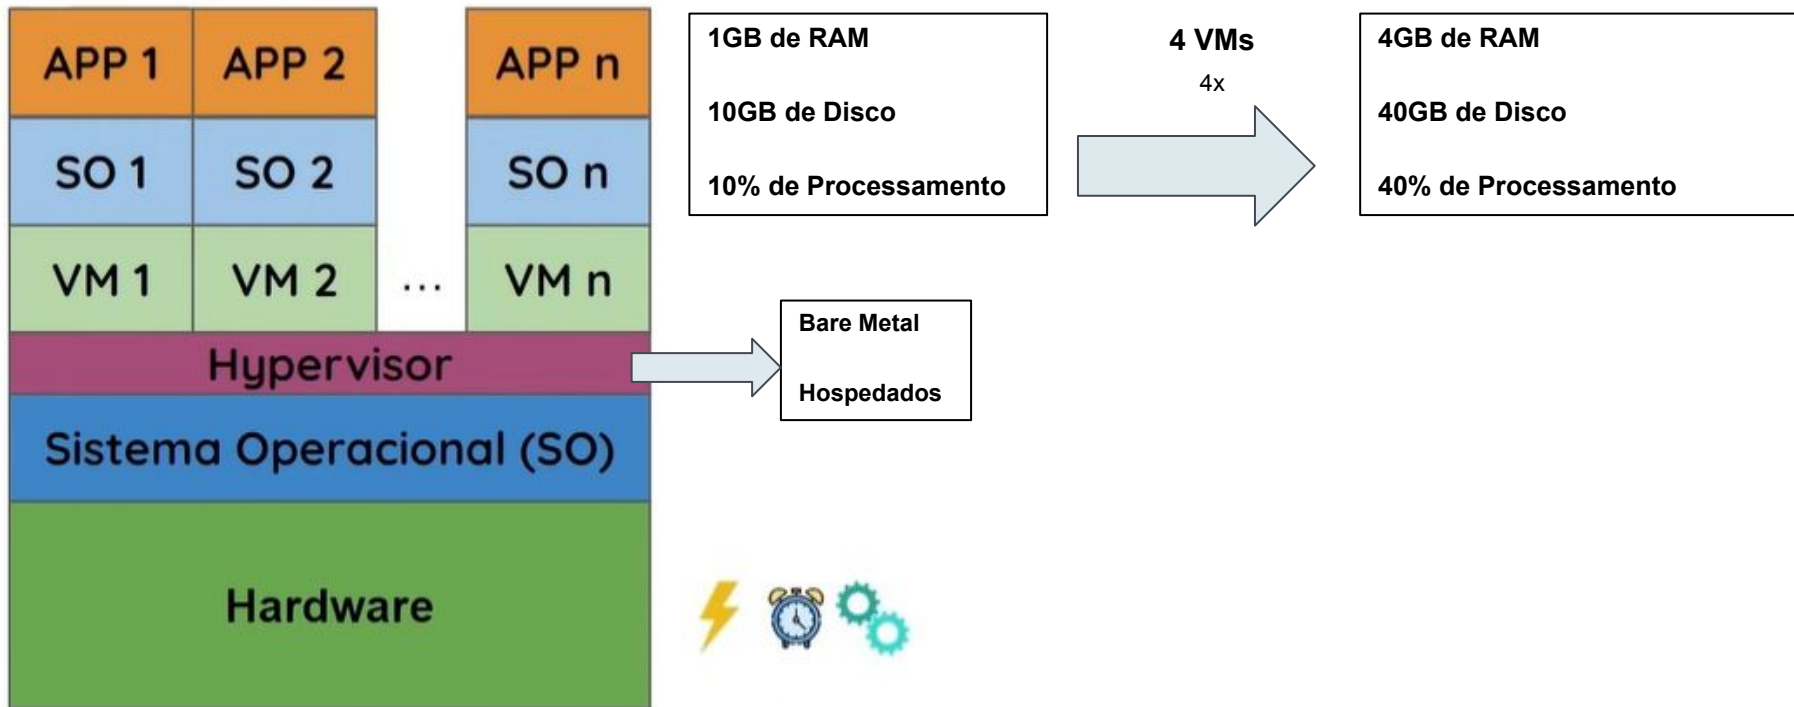 APP 1
APP 2
APP n
SO 1
SO 2
SO n
VM 1
VM 2
...
VM n
Hypervisor
Sistema Operacional (SO)
Hardware
1GB de RAM
10GB de Disco
10% de Processamento
4 VMs
4x
4GB de RAM
40GB de Disco
40% de Processamento
Bare Metal
Hospedados